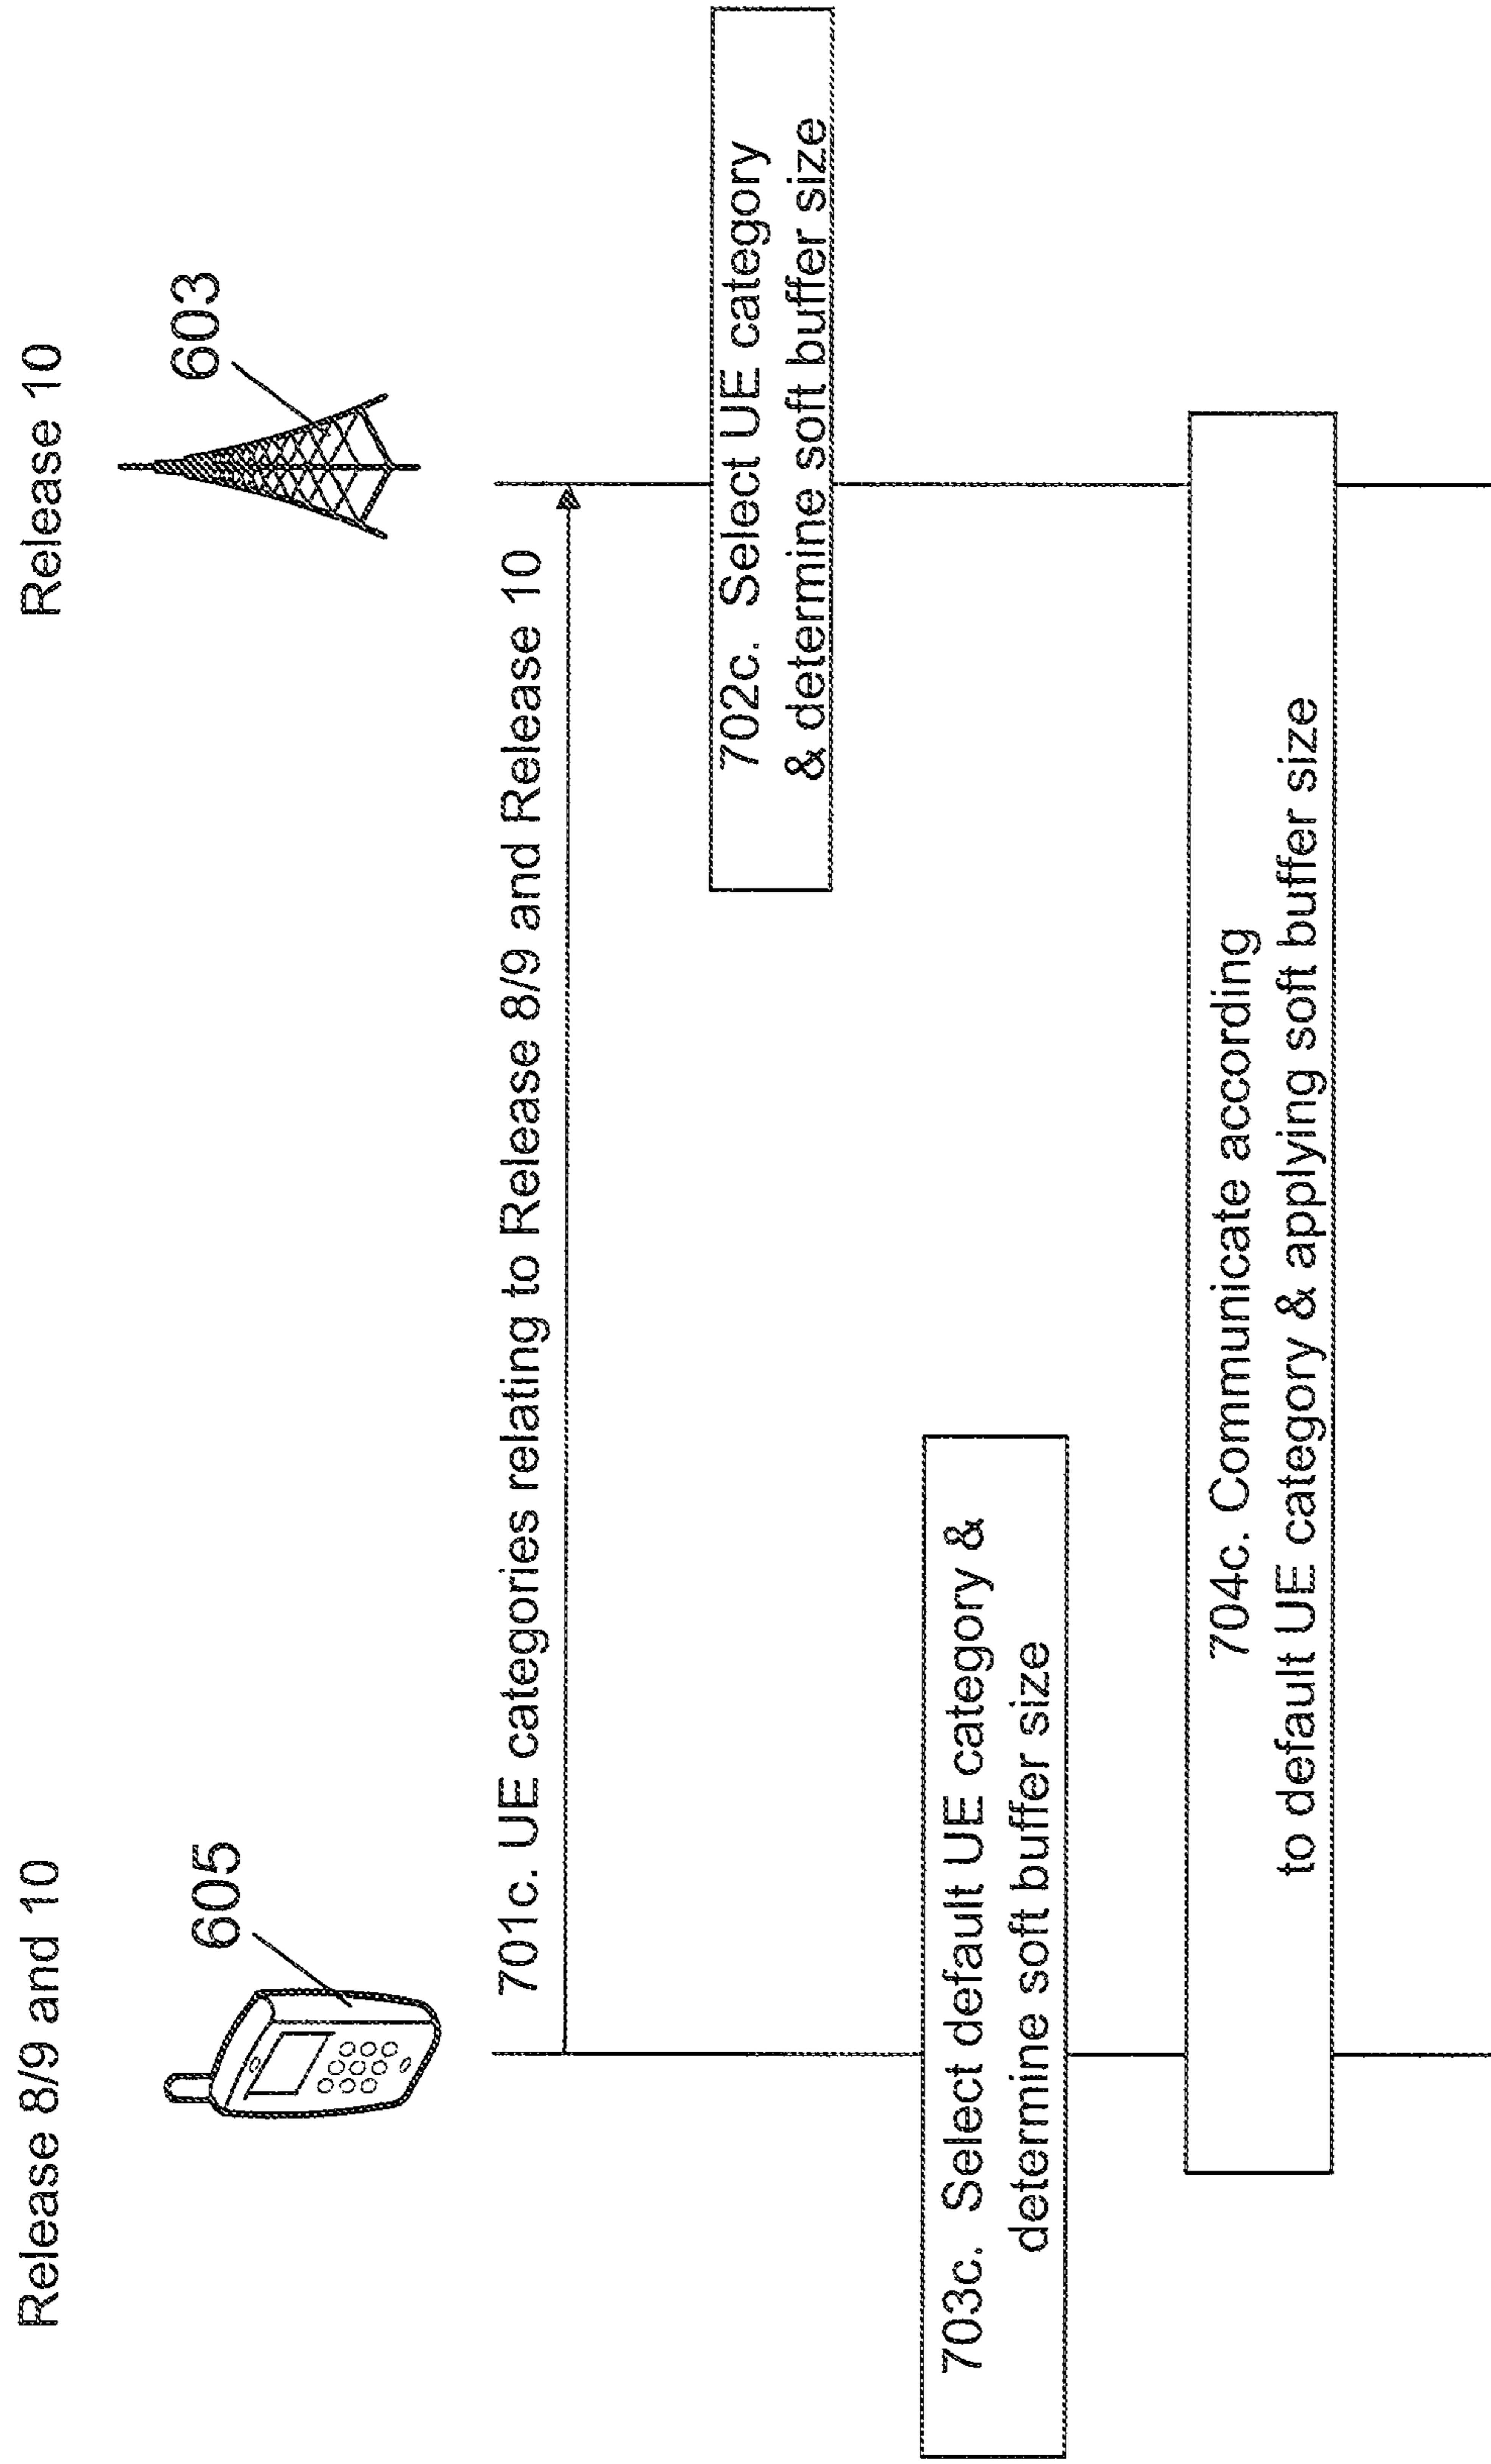 Release 8/9 and 10
Release 10
605
603
701c. UE categories relating to Release 8/9 and Release 10
702c. Select UE category
& determine soft buffer size
703c. Select default UE category &
determine soft buffer size
704c. Communicate according
to default UE category & applying soft buffer size